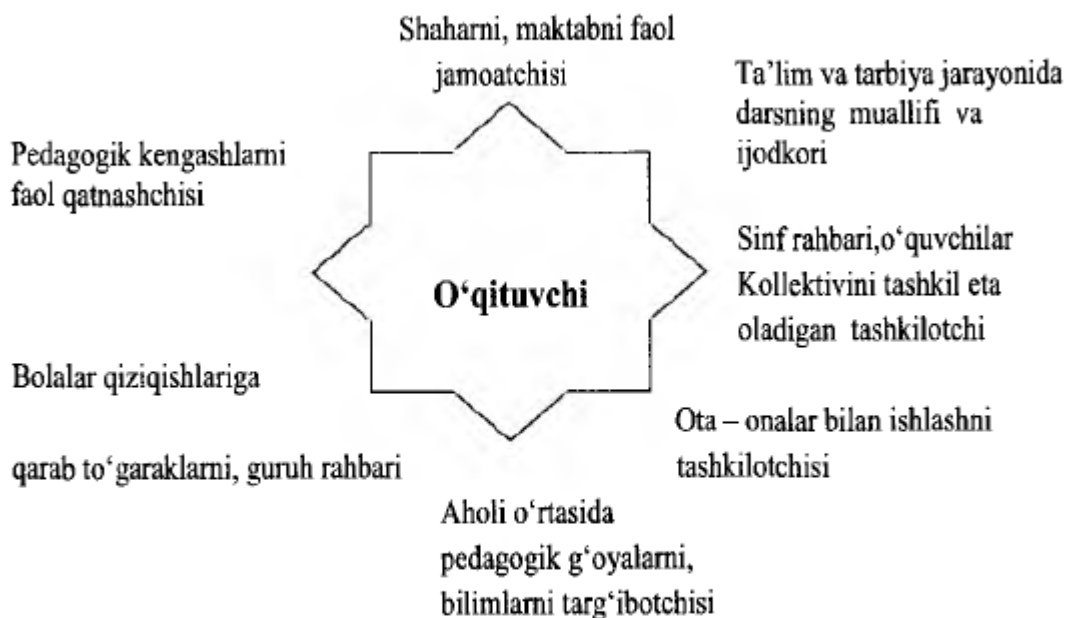 Shaharni, maktabni faol
jamoatchisi
Ta’lim va tarbiya jarayonida
darsning muallifi va
ijodkori
Pedagogik kengashlarni
faol qatnashchisi
Sinf rahbari,o‘quvchilar
Kollektivini tashkil eta
oladigan tashkilotchi
O‘qituvchi
Bolalar qiziqishlariga
qarab to‘garaklarni, guruh rahbari
Ota – onalar bilan ishlashni
tashkilotchisi
Aholi o‘rtasida
pedagogik g‘oyalarni,
bilimlarni targ‘ibotchisi